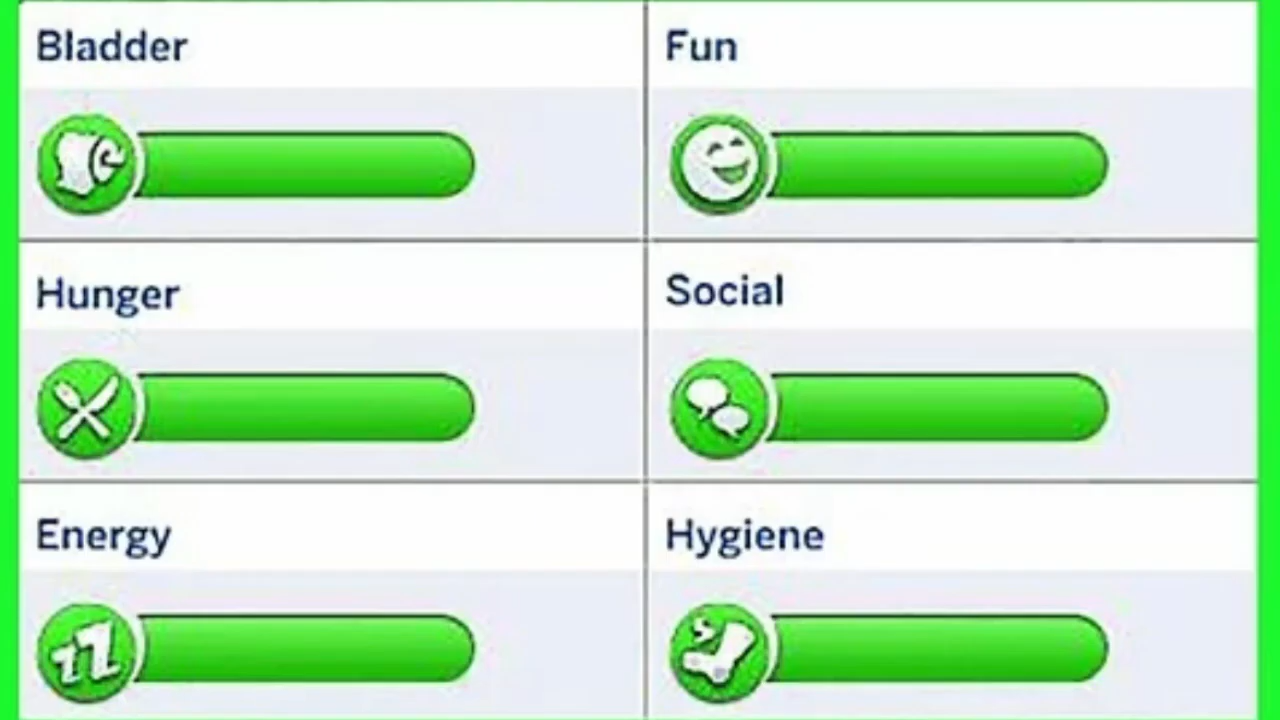 Bladder
Fun
Hunger
Social
Energy
Hygiene